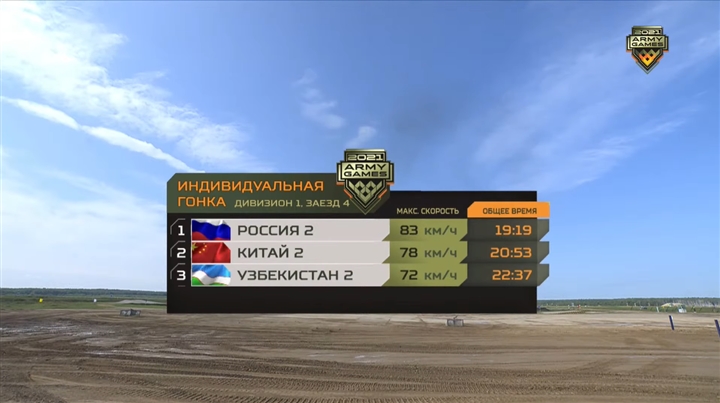 2021
ARMY
GAMES
2021
ARMY
GAMES
ИНДИВИДУАЛЬНАЯ
ГОНКА ДИВИЗИОН 1, ЗАЕЗД 4
МАКС. СКОРОСТЬ ОБЩЕЕ ВРЕМЯ
1 РОССИЯ 2 83 КМ/Ч 19:19
2 КИТАЙ 2 78 КМ/Ч 20:53
3 УЗБЕКИСТАН 2 72 КМ/Ч 22:37